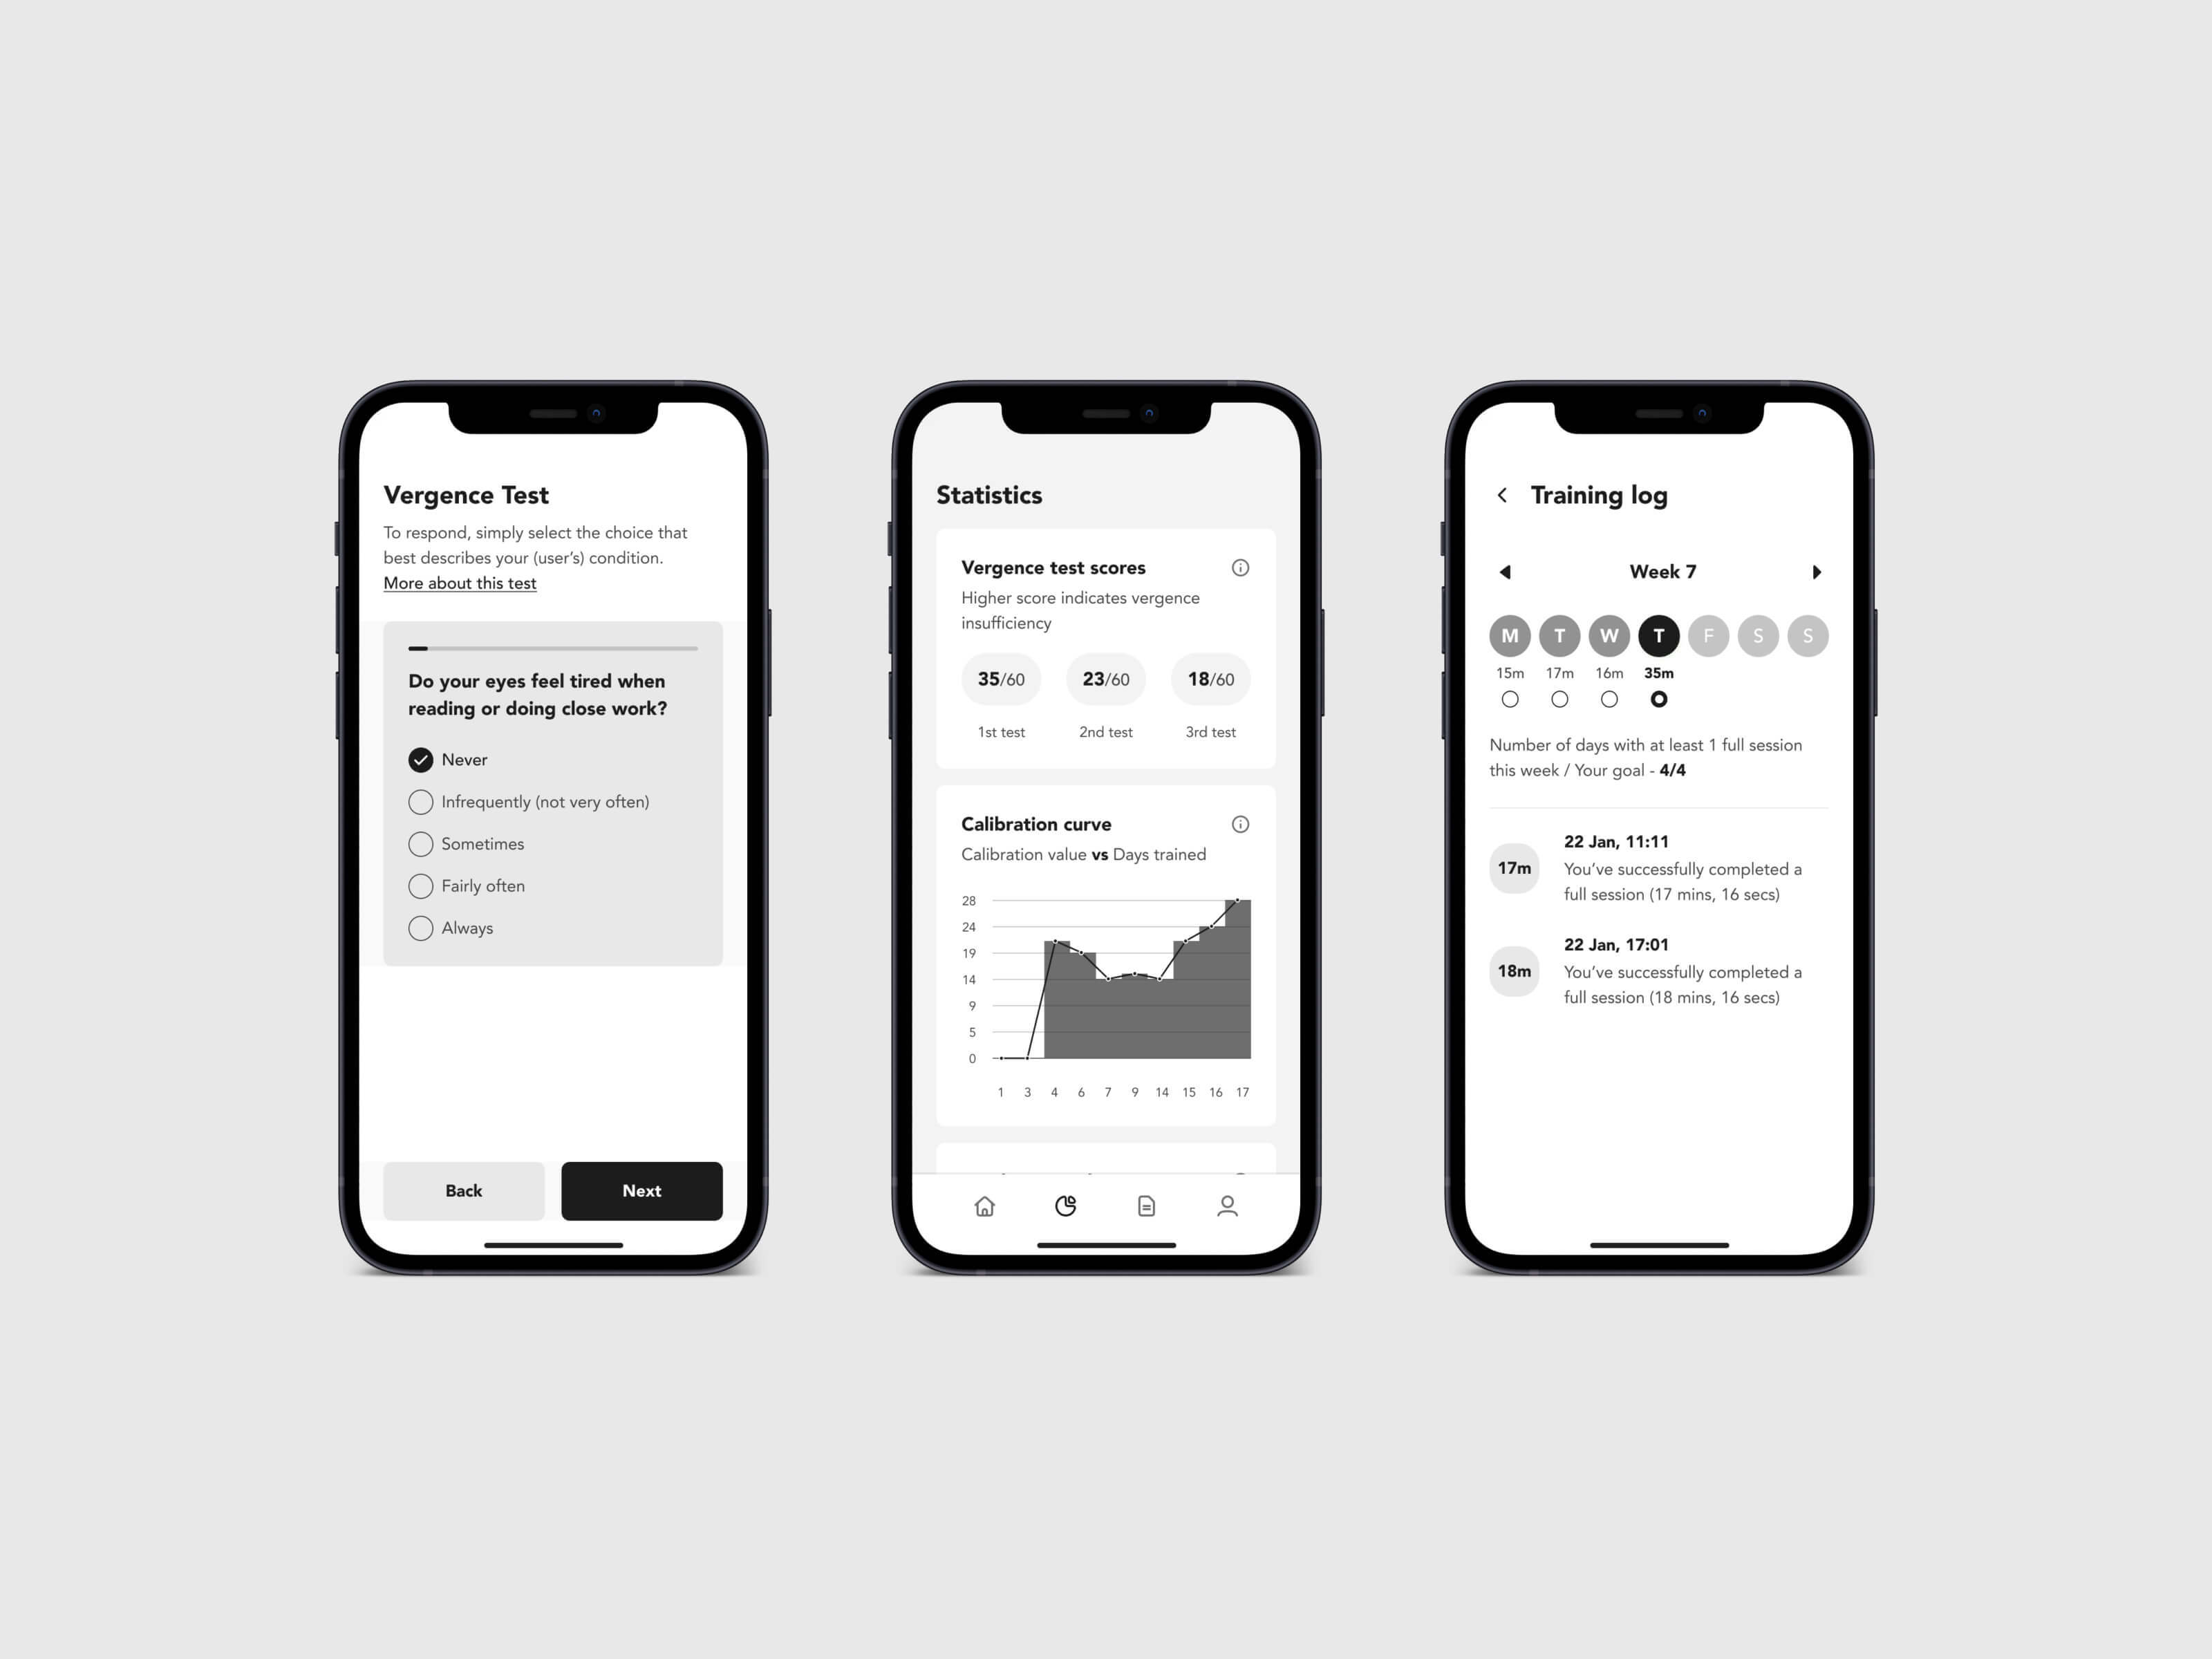 Vergence Test
To respond, simply select the choice that
best describes your (user’s) condition.
More about this test
Do your eyes feel tired when
reading or doing close work?
Never
Infrequently (not very often)
Sometimes
Fairly often
Always
Back
Next
Statistics
Vergence test scores
Higher score indicates vergence
insufficiency
35/60 23/60 18/60
1st test 2nd test 3rd test
Calibration curve
Calibration value vs Days trained
28
24
19
14
9
5
0
1 3 4 6 7 9 14 15 16 17
Training log
Week 7
M T W T F S S
15m 17m 16m 35m
Number of days with at least 1 full session
this week / Your goal - 4/4
22 Jan, 11:11
17m
You’ve successfully completed a
full session (17 mins, 16 secs)
22 Jan, 17:01
18m
You’ve successfully completed a
full session (18 mins, 16 secs)